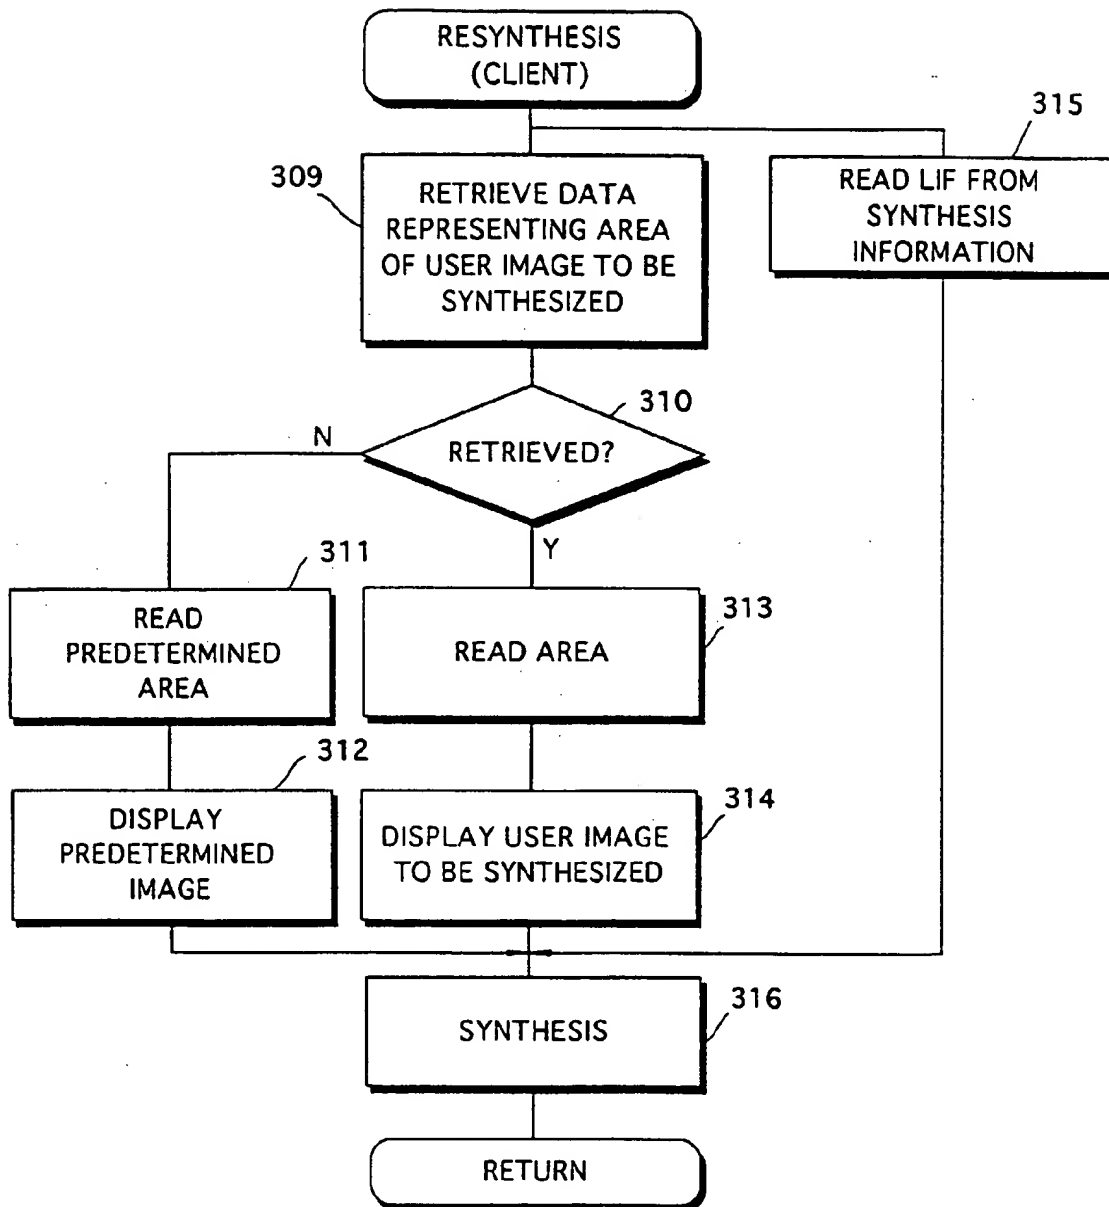 RESYNTHESIS
(CLIENT)
315
309
RETRIEVE DATA
REPRESENTING AREA
OF USER IMAGE TO BE
SYNTHESIZED
READ LIF FROM
SYNTHESIS
INFORMATION
310
N
RETRIEVED?
Y
311
313
READ
PREDETERMINED
AREA
READ AREA
312
314
DISPLAY
PREDETERMINED
IMAGE
DISPLAY USER IMAGE
TO BE SYNTHESIZED
316
SYNTHESIS
RETURN